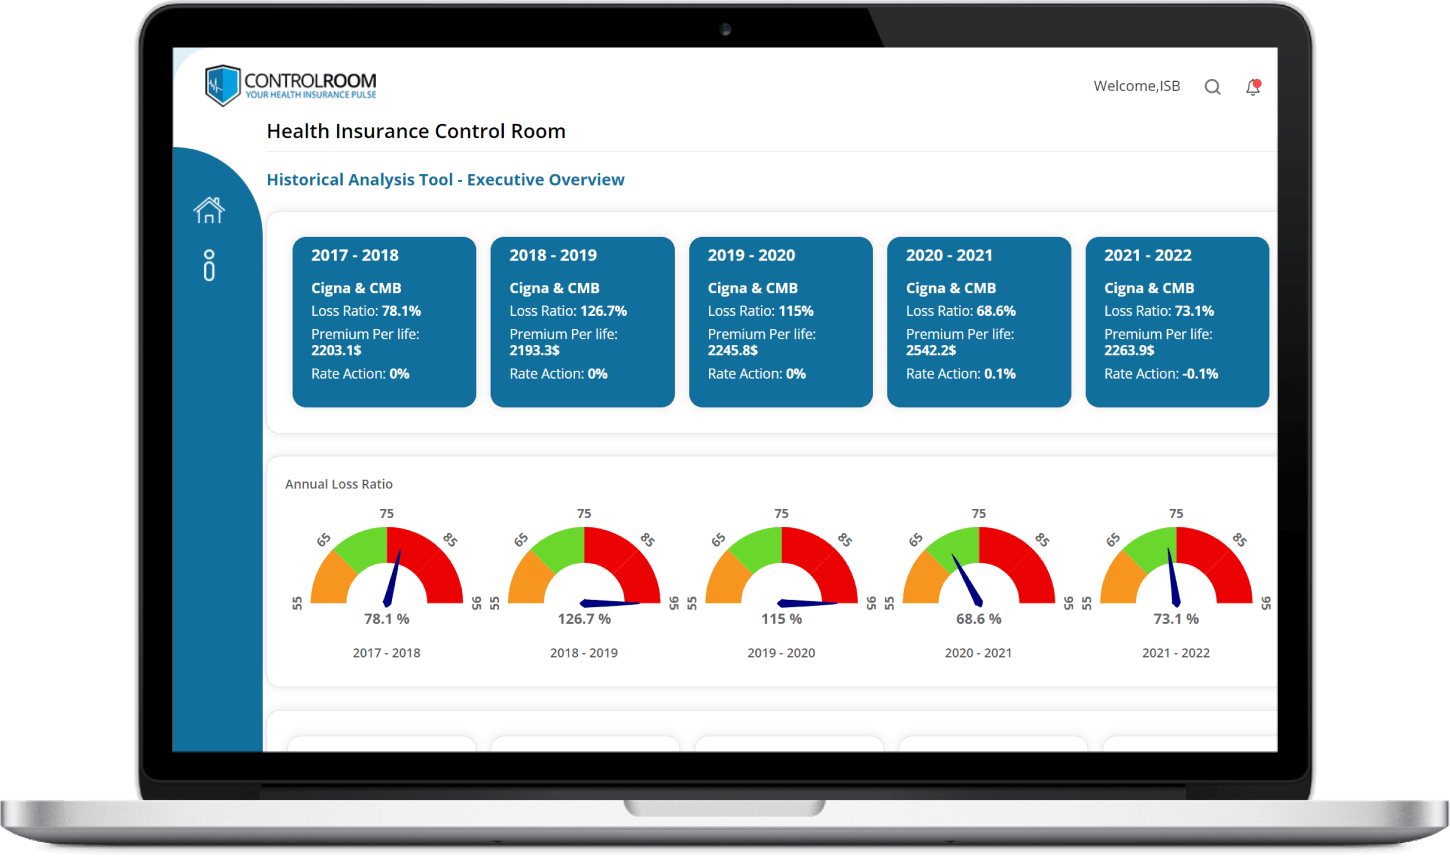 CONTROLROOM
YOUR HEALTH INSURANCE PULSE
Welcome,ISB
Health Insurance Control Room
Historical Analysis Tool - Executive Overview
2017 - 2018
Cigna & CMB
Loss Ratio: 78.1%
Premium Per life:
2203.1$
Rate Action: 0%
2018 - 2019
Cigna & CMB
Loss Ratio: 126.7%
Premium Per life:
2193.3$
Rate Action: 0%
2019 - 2020
Cigna & CMB
Loss Ratio: 115%
Premium Per life:
2245.8$
Rate Action: 0%
2020 - 2021
Cigna & CMB
Loss Ratio: 68.6%
Premium Per life:
2542.2$
Rate Action: 0.1%
2021 - 2022
Cigna & CMB
Loss Ratio: 73.1%
Premium Per life:
2263.9$
Rate Action: -0.1%
Annual Loss Ratio
55
65
75
85
95
78.1 %
2017 - 2018
55
65
75
85
95
126.7 %
2018 - 2019
55
65
75
85
95
115 %
2019 - 2020
55
65
75
85
95
68.6 %
2020 - 2021
55
65
75
85
95
73.1 %
2021 - 2022